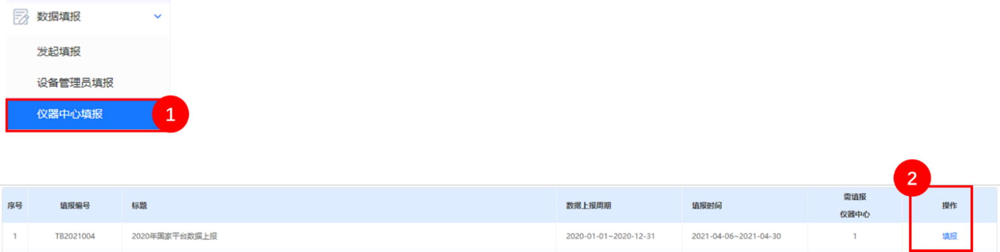 数据填报
发起填报
设备管理员填报
仪器中心填报
1
2
序号 填报编号 标题 数据上报周期 填报时间 需填报 仪器中心 操作
1 TB2021004 2020年国家平台数据上报 2020-01-01~2020-12-31 2021-04-06~2021-04-30 1 填报